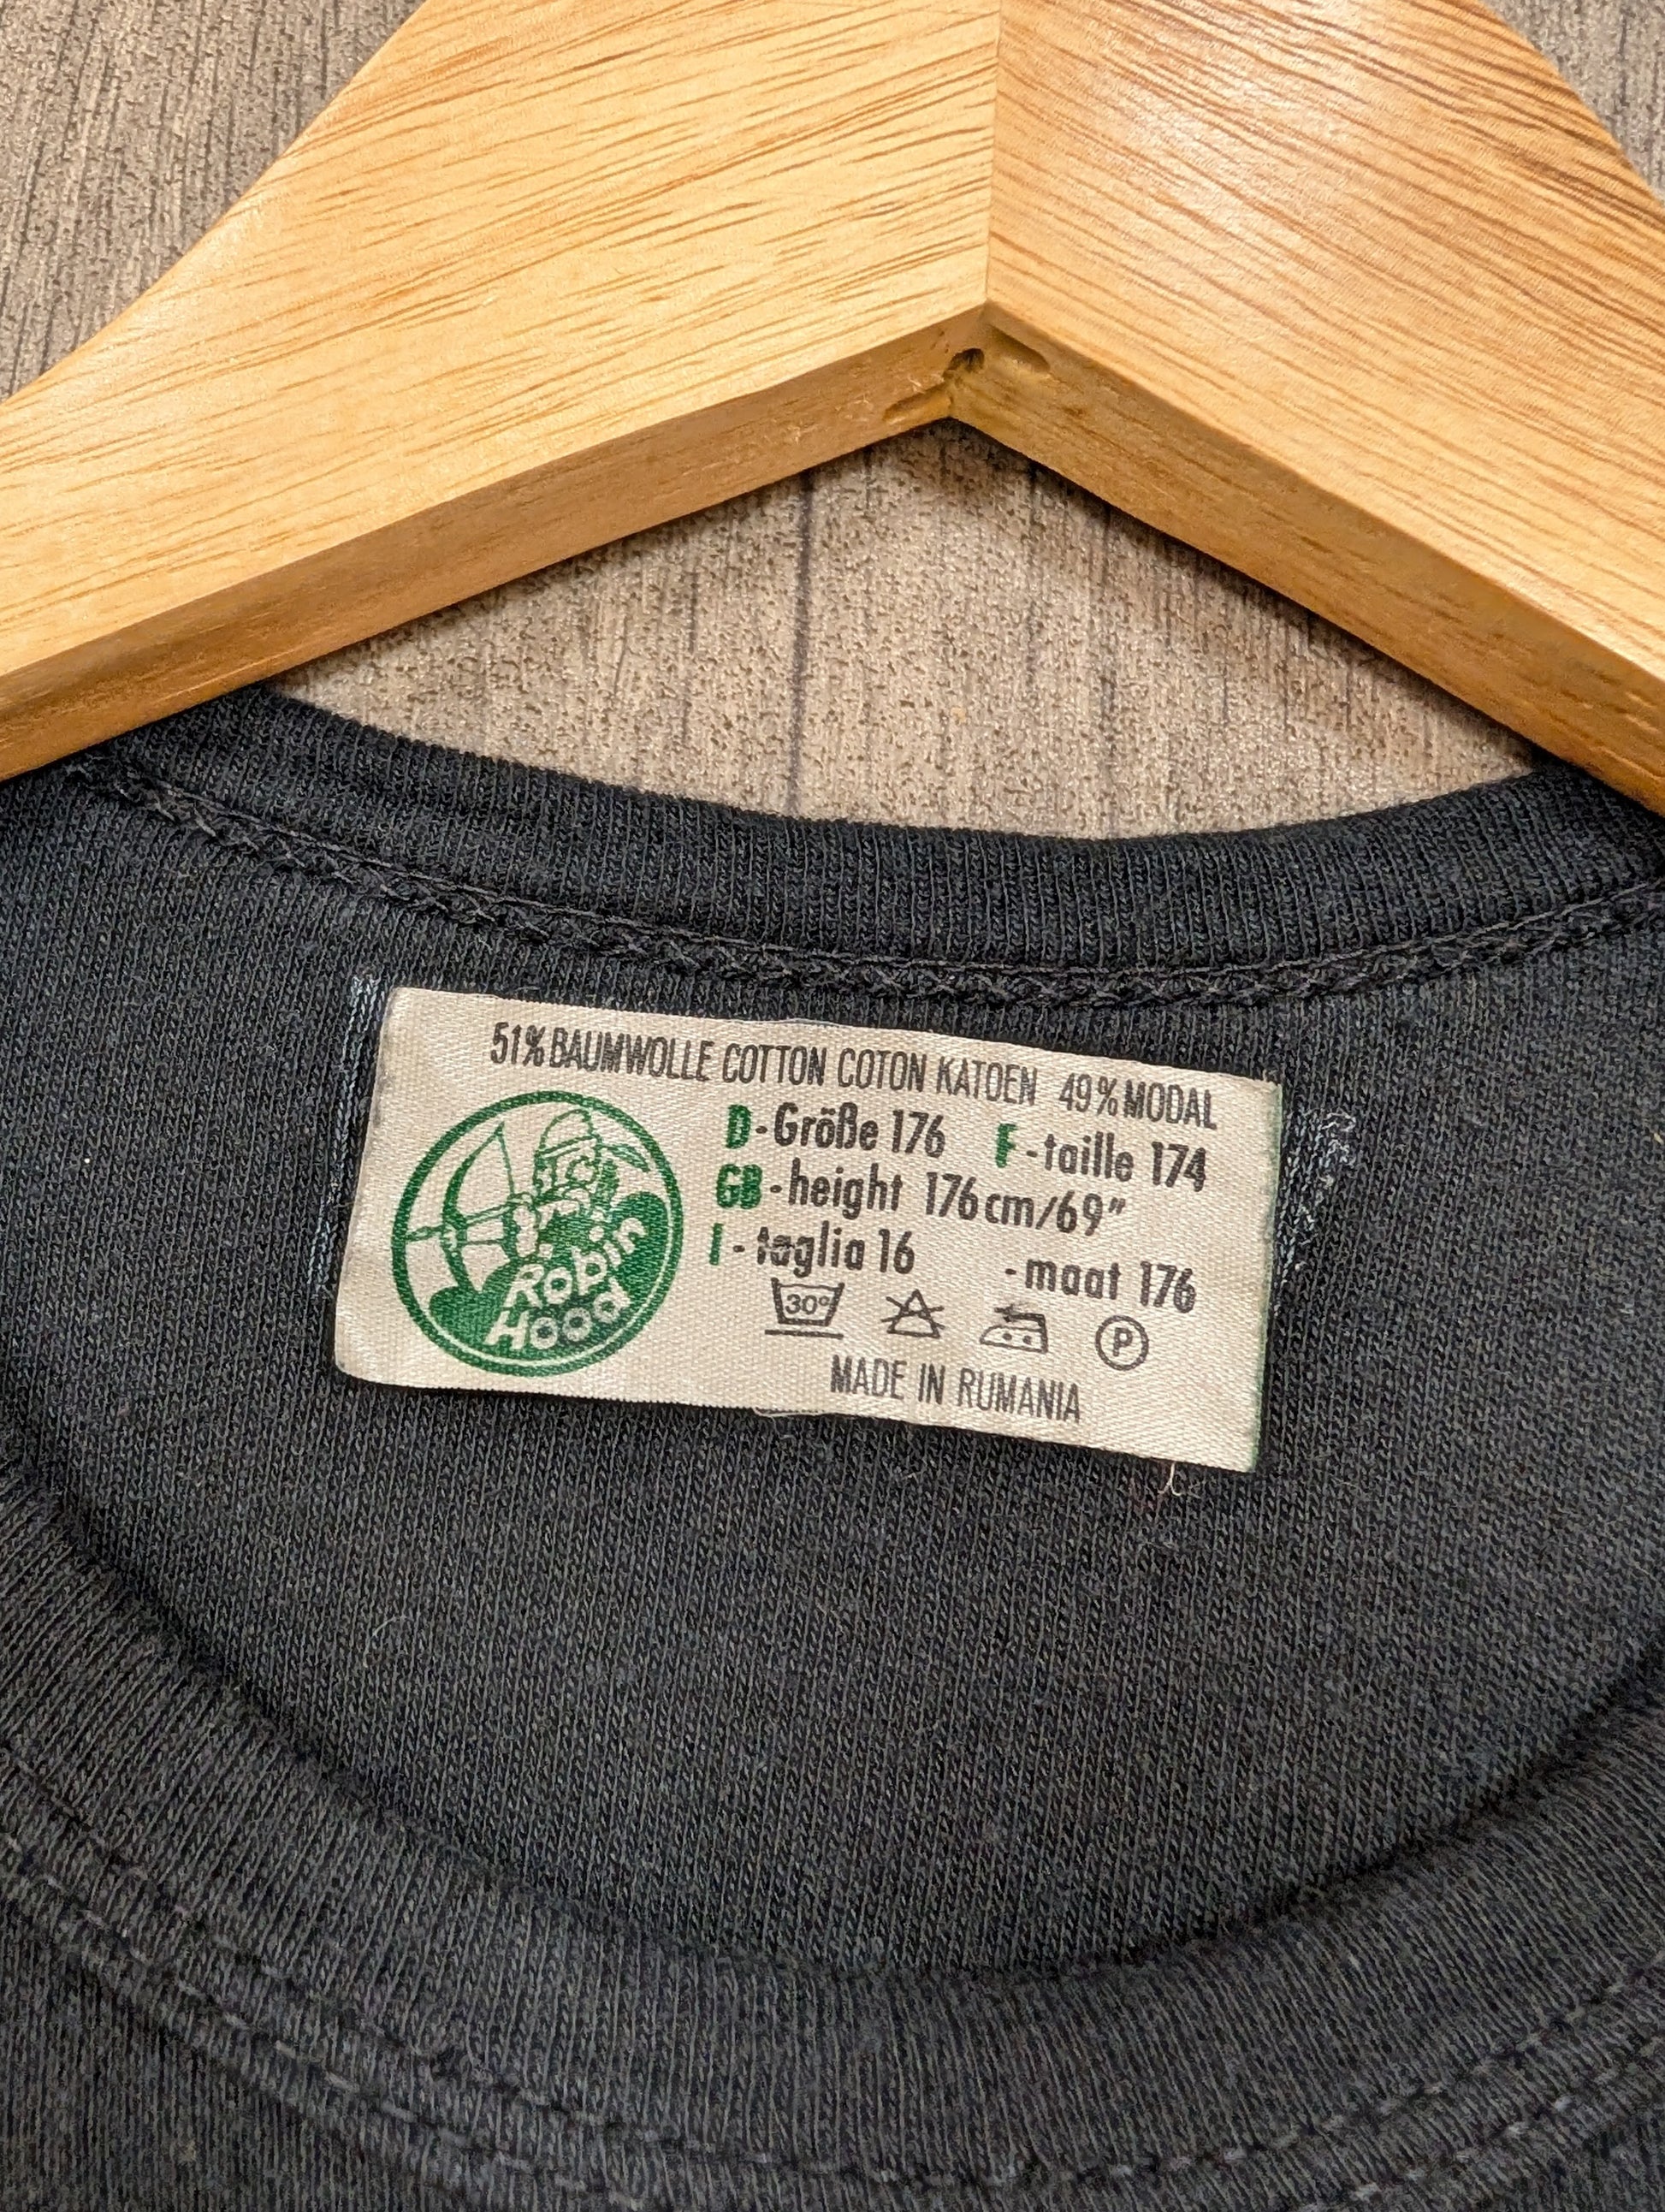 51% BAUMWOLLE COTTON COTON KATOEN 49% MODAL
D-Größe 176 F-taille 174
GB-height 176cm/69"
I-taglia 16 -maat 176
Robin
Hood
30° P
MADE IN RUMANIA